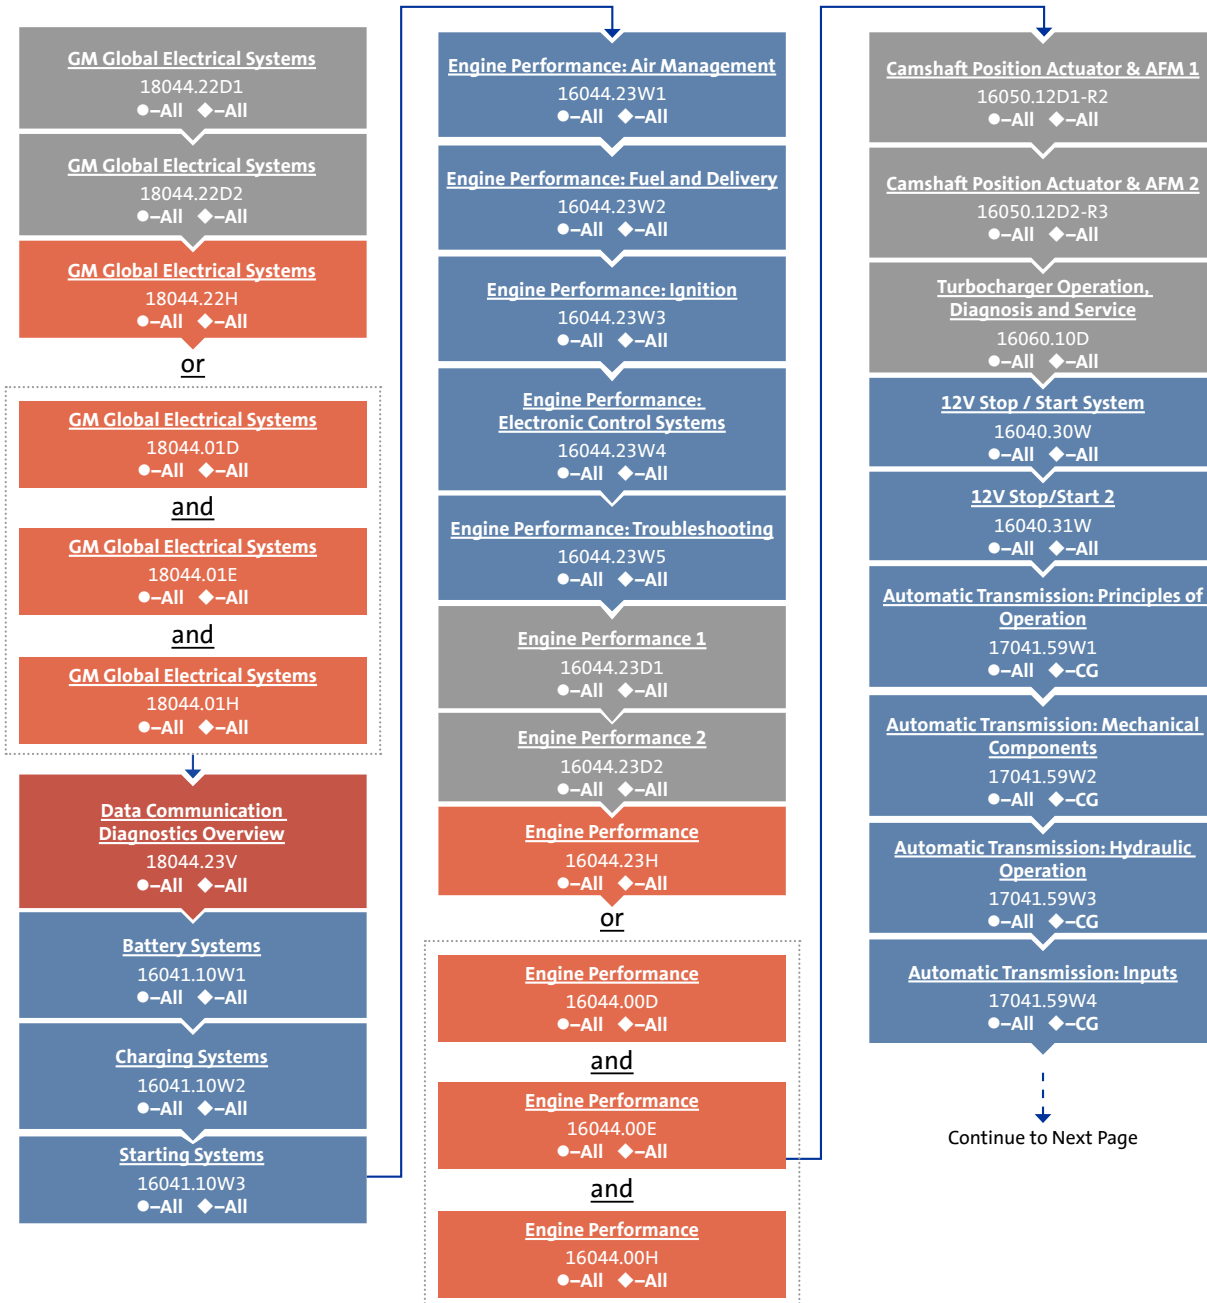 GM Global Electrical Systems
18044.22D1
●–All ◆–All
GM Global Electrical Systems
18044.22D2
●–All ◆–All
GM Global Electrical Systems
18044.22H
●–All ◆–All
or
GM Global Electrical Systems
18044.01D
●–All ◆–All
and
GM Global Electrical Systems
18044.01E
●–All ◆–All
and
GM Global Electrical Systems
18044.01H
●–All ◆–All
Data Communication
Diagnostics Overview
18044.23V
●–All ◆–All
Battery Systems
16041.10W1
●–All ◆–All
Charging Systems
16041.10W2
●–All ◆–All
Starting Systems
16041.10W3
●–All ◆–All
Engine Performance: Air Management
16044.23W1
●–All ◆–All
Engine Performance: Fuel and Delivery
16044.23W2
●–All ◆–All
Engine Performance: Ignition
16044.23W3
●–All ◆–All
Engine Performance:
Electronic Control Systems
16044.23W4
●–All ◆–All
Engine Performance: Troubleshooting
16044.23W5
●–All ◆–All
Engine Performance 1
16044.23D1
●–All ◆–All
Engine Performance 2
16044.23D2
●–All ◆–All
Engine Performance
16044.23H
●–All ◆–All
or
Engine Performance
16044.00D
●–All ◆–All
and
Engine Performance
16044.00E
●–All ◆–All
and
Engine Performance
16044.00H
●–All ◆–All
Camshaft Position Actuator & AFM 1
16050.12D1-R2
●–All ◆–All
Camshaft Position Actuator & AFM 2
16050.12D2-R3
●–All ◆–All
Turbocharger Operation,
Diagnosis and Service
16060.10D
●–All ◆–All
12V Stop / Start System
16040.30W
●–All ◆–All
12V Stop/Start 2
16040.31W
●–All ◆–All
Automatic Transmission: Principles of
Operation
17041.59W1
●–All ◆–CG
Automatic Transmission: Mechanical
Components
17041.59W2
●–All ◆–CG
Automatic Transmission: Hydraulic
Operation
17041.59W3
●–All ◆–CG
Automatic Transmission: Inputs
17041.59W4
●–All ◆–CG
Continue to Next Page